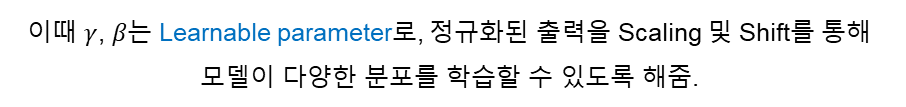 이때 𝛾, 𝛽는 Learnable parameter로, 정규화된 출력을 Scaling 및 Shift를 통해
모델이 다양한 분포를 학습할 수 있도록 해줌.